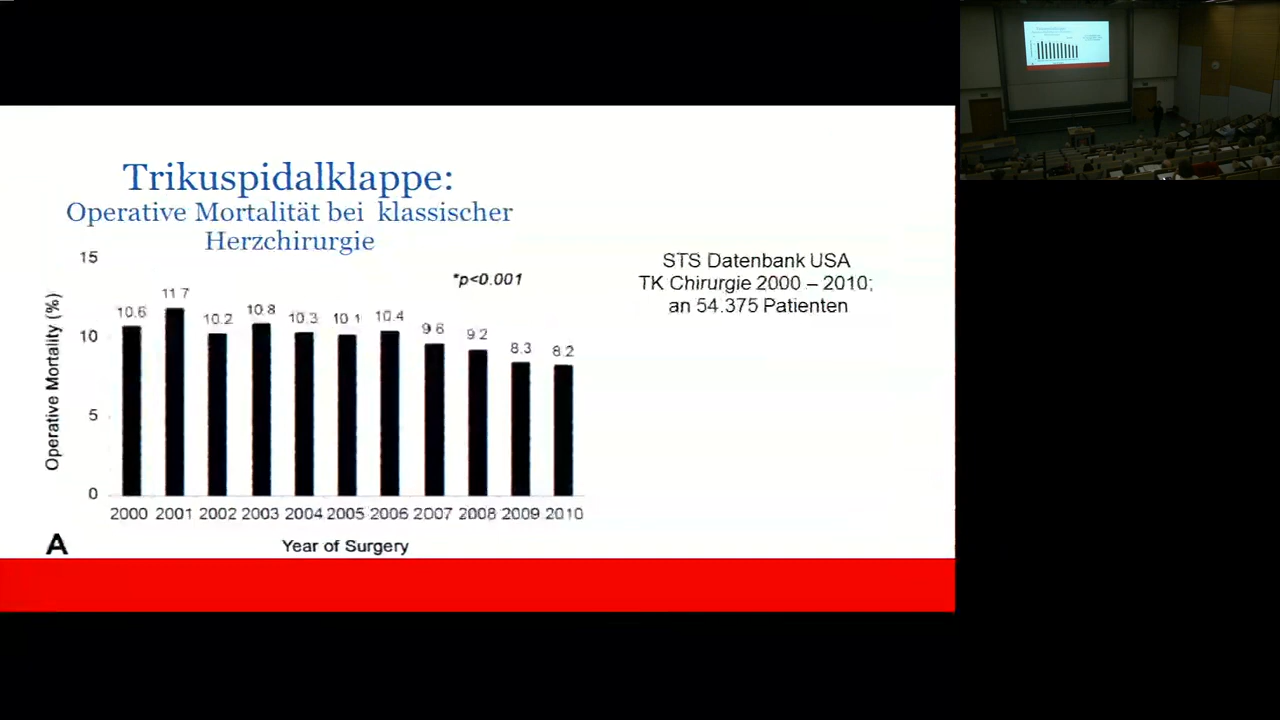 Trikuspidalklappe:
Operative Mortalität bei klassischer
Herzchirurgie
STS Datenbank USA
TK Chirurgie 2000 – 2010;
an 54.375 Patienten
*p<0.001
Operative Mortality (%)
15
10
5
0
10.6 11.7 10.2 10.8 10.3 10.1 10.4 9.6 9.2 8.3 8.2
2000 2001 2002 2003 2004 2005 2006 2007 2008 2009 2010
Year of Surgery
A